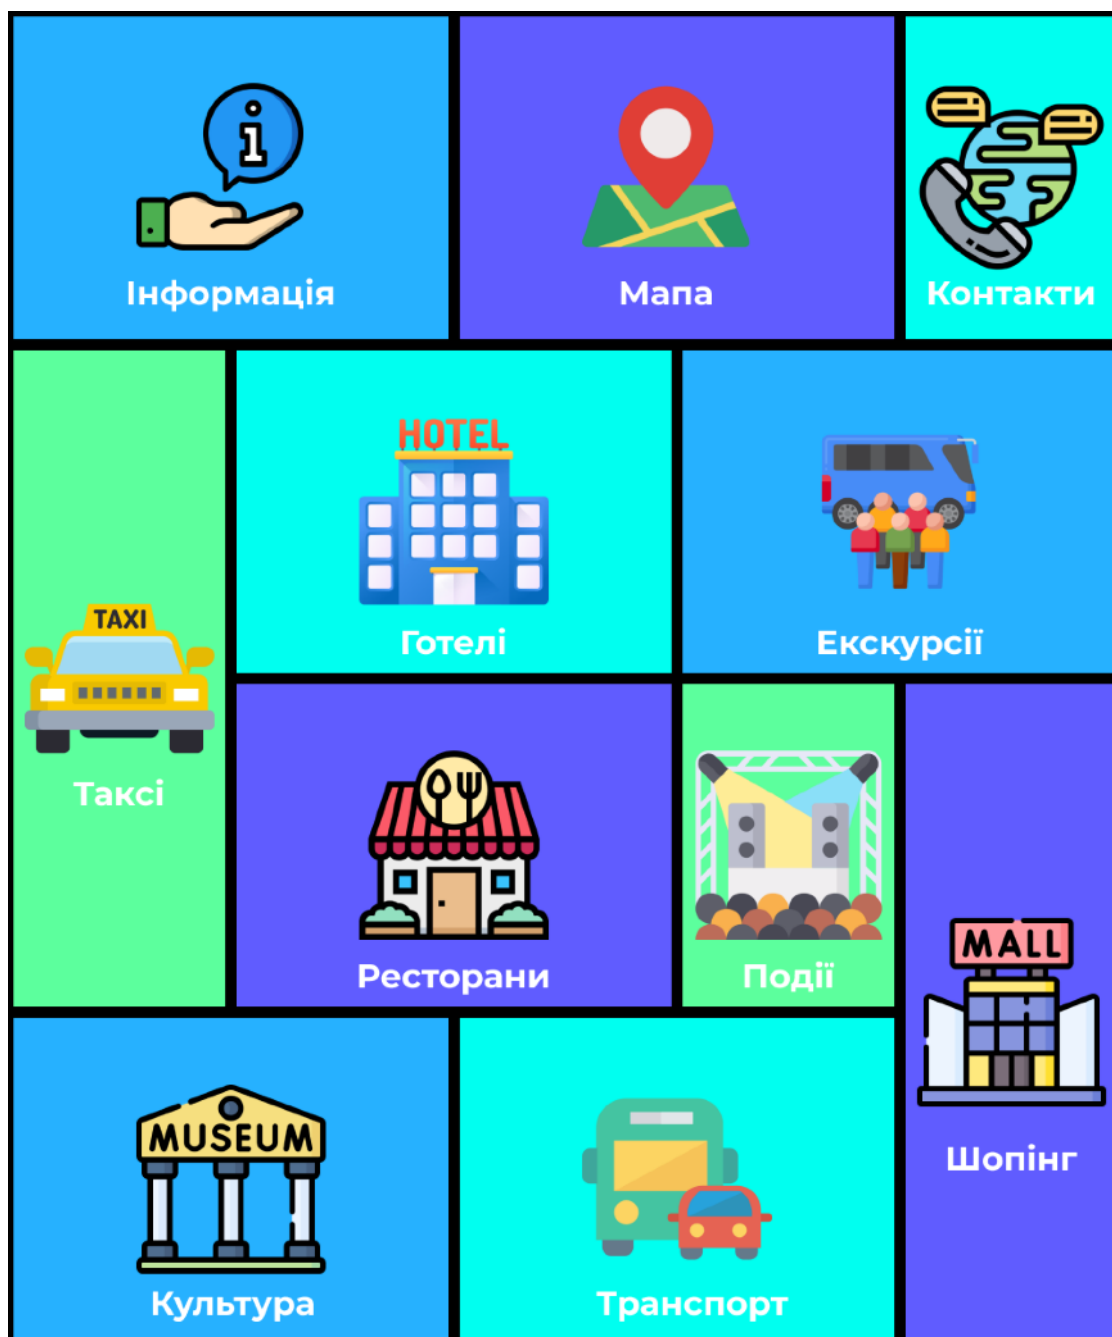 i
Інформація
Мапа
Контакти
TAXI
Таксі
HOTEL
Готелі
Екскурсії
Ресторани
Події
MALL
Шопінг
MUSEUM
Культура
Транспорт